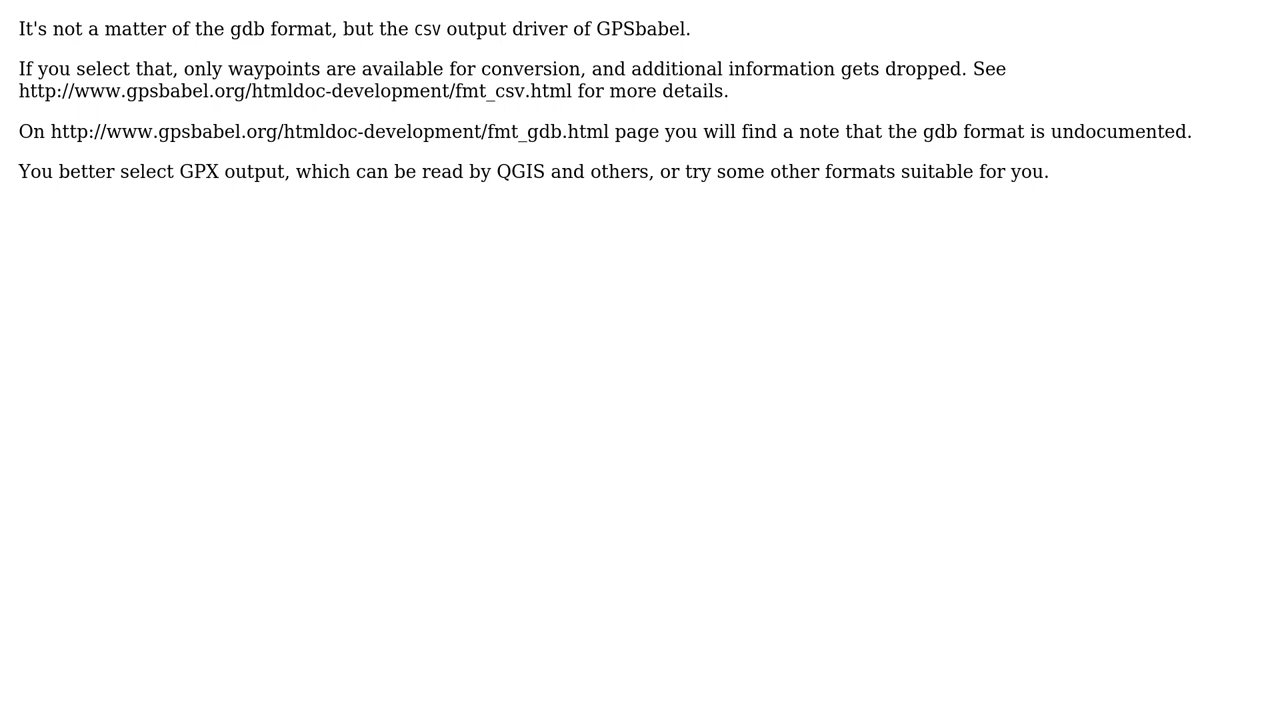 It's not a matter of the gdb format, but the CSV output driver of GPSbabel.
If you select that, only waypoints are available for conversion, and additional information gets dropped. See
http://www.gpsbabel.org/htmldoc-development/fmt_csv.html for more details.
On http://www.gpsbabel.org/htmldoc-development/fmt_gdb.html page you will find a note that the gdb format is undocumented.
You better select GPX output, which can be read by QGIS and others, or try some other formats suitable for you.